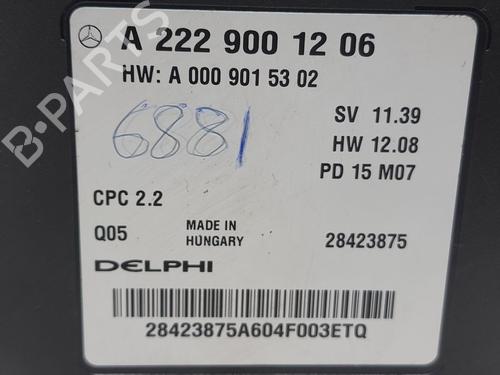 A 222 900 12 06
HW: A 000 901 53 02
6881
SV 11.39
HW 12.08
PD 15 M07
CPC 2.2
Q05
MADE IN
HUNGARY
28423875
DELPHI
28423875A604F003ETQ
B-PARTS